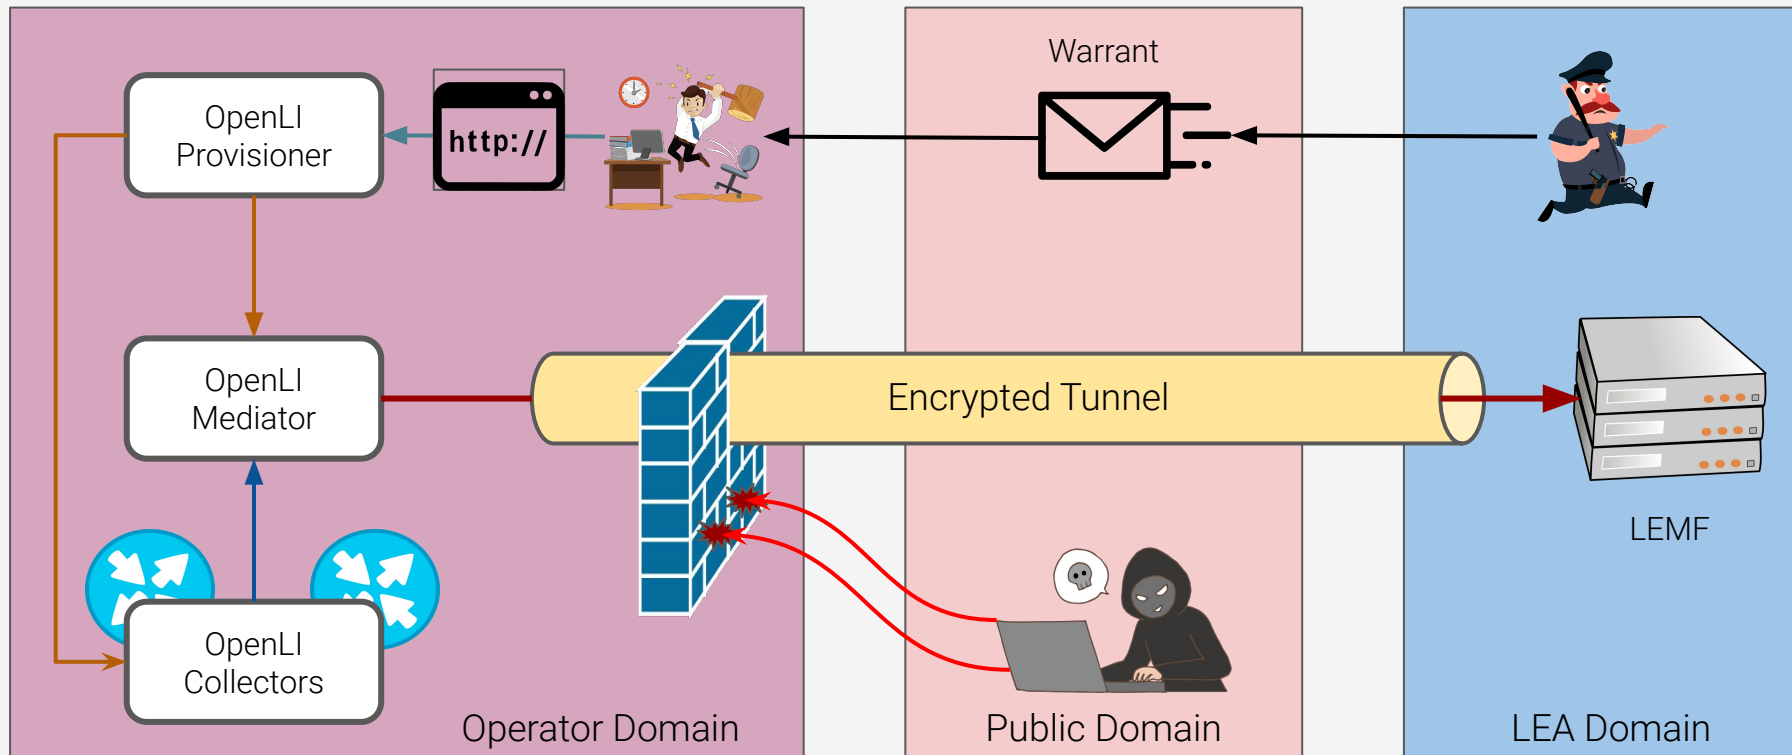 Warrant
OpenLI
Provisioner
http://
OpenLI
Mediator
Encrypted Tunnel
LEMF
OpenLI
Collectors
Operator Domain
Public Domain
LEA Domain